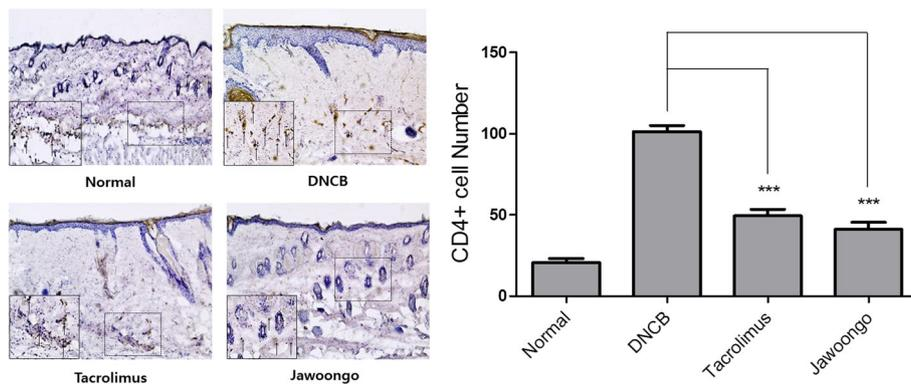 Normal
DNCB
Tacrolimus
Jawoongo
CD4+ cell Number
150
100
50
0
***
***
Normal
DNCB
Tacrolimus
Jawoongo